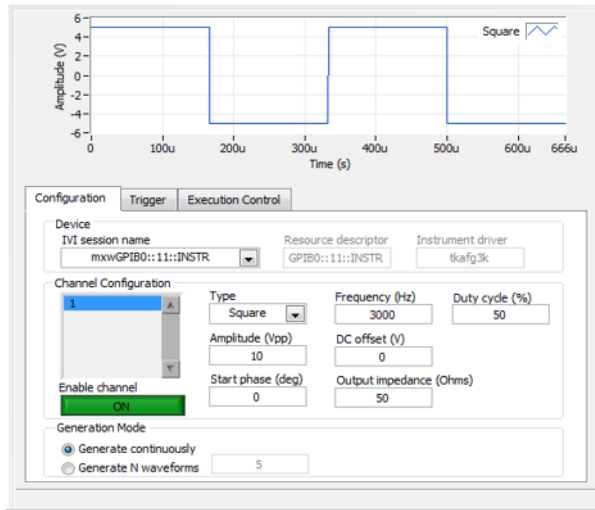 6
4
2
0
-2
-4
-6
Amplitude (V)
Square
0 100u 200u 300u 400u 500u 600u 666u
Time (s)
Configuration Trigger Execution Control
Device
IVI session name Resource descriptor Instrument driver
mxwGPIB0::11::INSTR GPIB0::11::INSTR tkafg3k
Channel Configuration
1
Type Frequency (Hz) Duty cycle (%)
Square 3000 50
Amplitude (Vpp) DC offset (V)
10 0
Start phase (deg) Output impedance (Ohms)
0 50
Enable channel
ON
Generation Mode
Generate continuously
Generate N waveforms 5